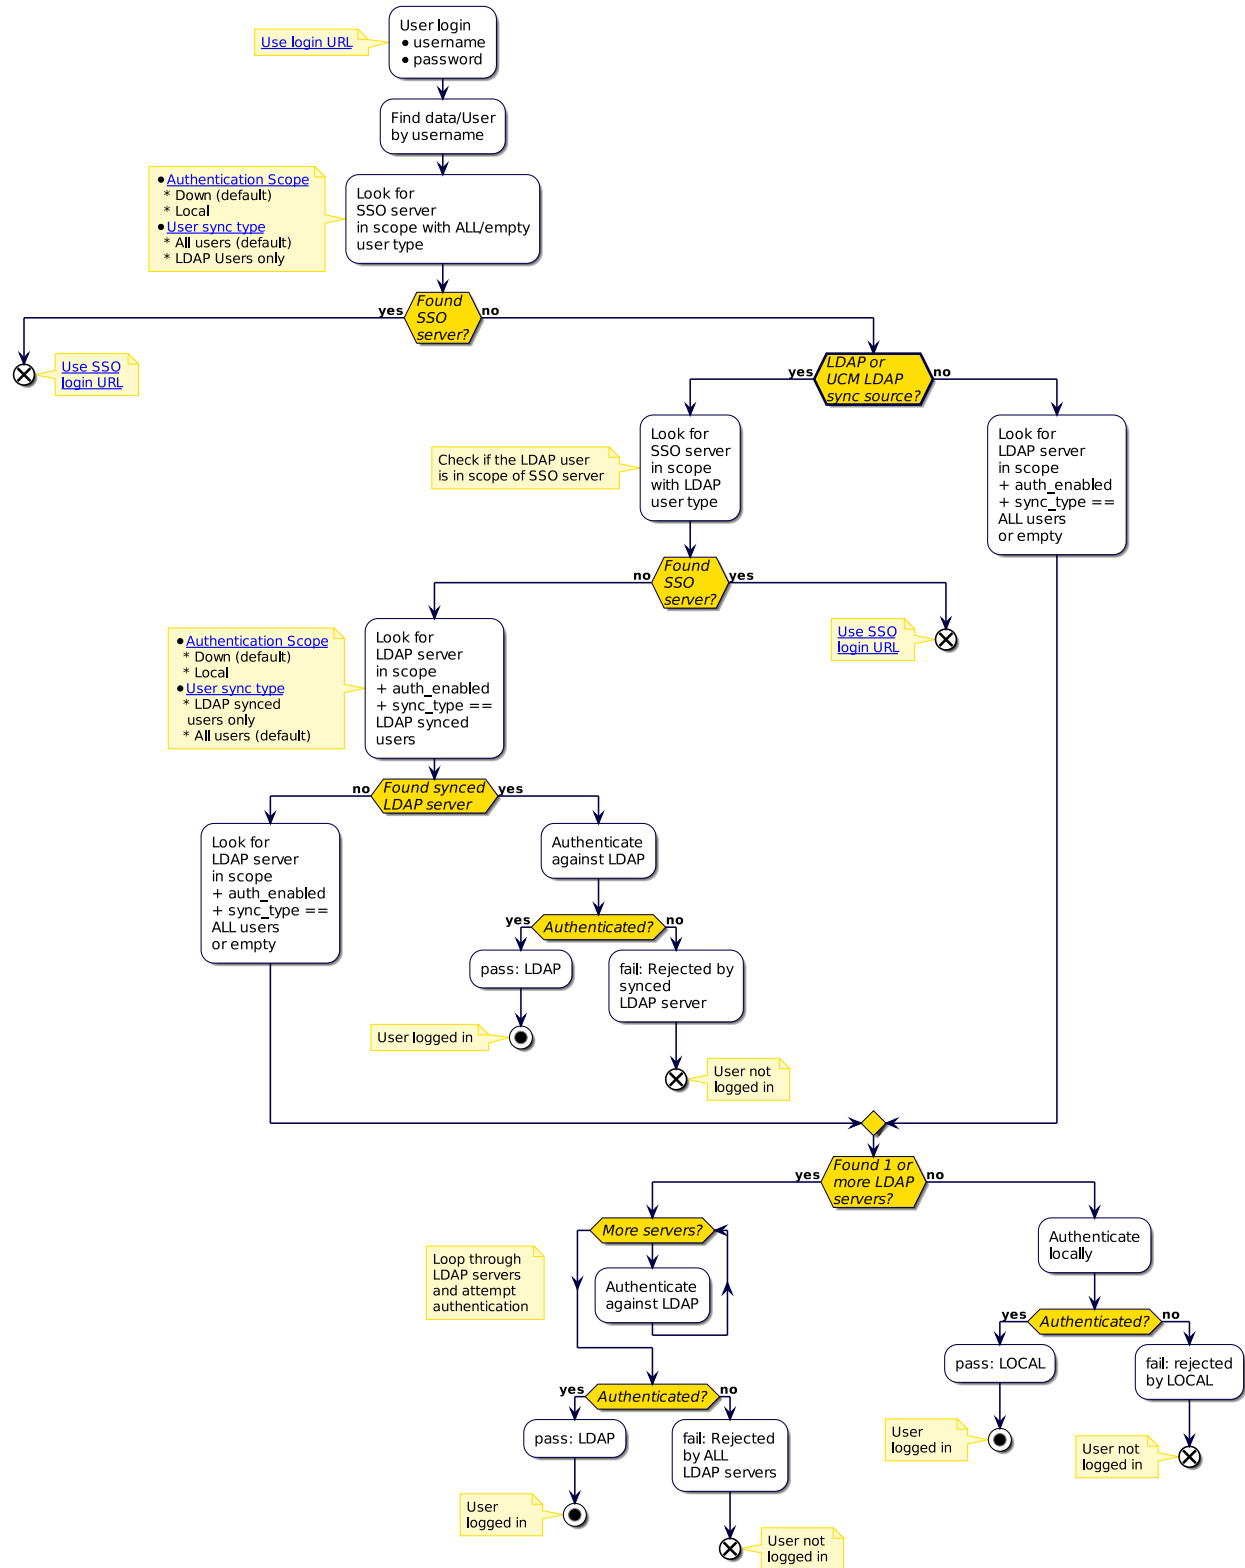 User login
• username
• password
Use login URL
Find data/User
by username
• Authentication Scope
* Down (default)
* Local
• User sync type
* All users (default)
* LDAP Users only
Look for
SSO server
in scope with ALL/empty
user type
yes
Found
SSO
server?
no
Use SSO
login URL
yes
LDAP or
UCM LDAP
sync source?
no
Check if the LDAP user
is in scope of SSO server
Look for
SSO server
in scope
with LDAP
user type
Look for
LDAP server
in scope
+ auth_enabled
+ sync_type ==
ALL users
or empty
no
Found
SSO
server?
yes
Use SSO
login URL
• Authentication Scope
* Down (default)
* Local
• User sync type
* LDAP synced
users only
* All users (default)
Look for
LDAP server
in scope
+ auth_enabled
+ sync_type ==
LDAP synced
users
no
Found synced
LDAP server
yes
Look for
LDAP server
in scope
+ auth_enabled
+ sync_type ==
ALL users
or empty
Authenticate
against LDAP
yes
Authenticated?
no
pass: LDAP
fail: Rejected by
synced
LDAP server
User logged in
User not
logged in
yes
Found 1 or
more LDAP
servers?
no
More servers?
Loop through
LDAP servers
and attempt
authentication
Authenticate
against LDAP
Authenticate
locally
yes
Authenticated?
no
pass: LOCAL
fail: rejected
by LOCAL
User
logged in
User not
logged in
yes
Authenticated?
no
pass: LDAP
fail: Rejected
by ALL
LDAP servers
User
logged in
User not
logged in